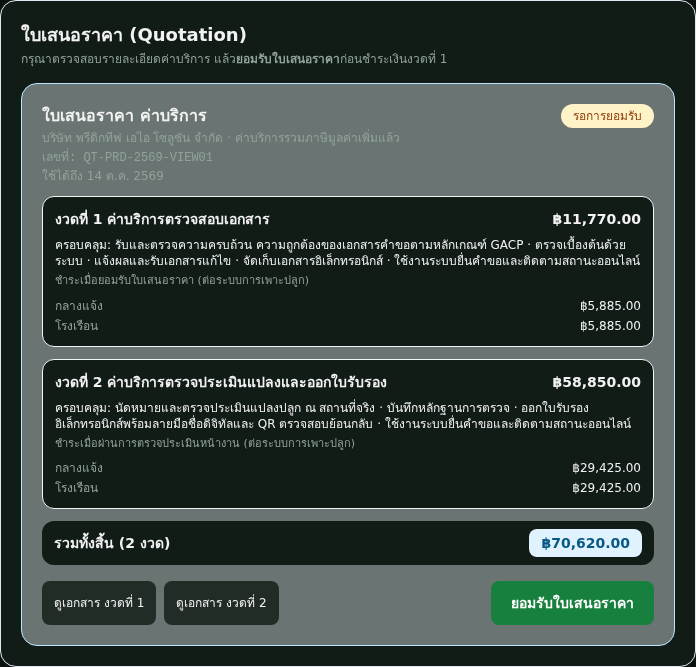 ใบเสนอราคา (Quotation)
กรุณาตรวจสอบรายละเอียดค่าบริการ แล้วยอมรับใบเสนอราคาก่อนชำระเงินงวดที่ 1
ใบเสนอราคา ค่าบริการ
รอการยอมรับ
บริษัท พรีดิกทีฟ เอไอ โซลูชัน จำกัด · ค่าบริการรวมภาษีมูลค่าเพิ่มแล้ว
เลขที่: QT-PRD-2569-VIEW01
ใช้ได้ถึง 14 ต.ค. 2569
งวดที่ 1 ค่าบริการตรวจสอบเอกสาร
฿11,770.00
ครอบคลุม: รับและตรวจความครบถ้วน ความถูกต้องของเอกสารคำขอตามหลักเกณฑ์ GACP · ตรวจเบื้องต้นด้วย
ระบบ · แจ้งผลและรับเอกสารแก้ไข · จัดเก็บเอกสารอิเล็กทรอนิกส์ · ใช้งานระบบยื่นคำขอและติดตามสถานะออนไลน์
ชำระเมื่อยอมรับใบเสนอราคา (ต่อระบบการเพาะปลูก)
กลางแจ้ง ฿5,885.00
โรงเรือน ฿5,885.00
งวดที่ 2 ค่าบริการตรวจประเมินแปลงและออกใบรับรอง
฿58,850.00
ครอบคลุม: นัดหมายและตรวจประเมินแปลงปลูก ณ สถานที่จริง · บันทึกหลักฐานการตรวจ · ออกใบรับรอง
อิเล็กทรอนิกส์พร้อมลายมือชื่อดิจิทัลและ QR ตรวจสอบย้อนกลับ · ใช้งานระบบยื่นคำขอและติดตามสถานะออนไลน์
ชำระเมื่อผ่านการตรวจประเมินหน้างาน (ต่อระบบการเพาะปลูก)
กลางแจ้ง ฿29,425.00
โรงเรือน ฿29,425.00
รวมทั้งสิ้น (2 งวด) ฿70,620.00
ดูเอกสาร งวดที่ 1
ดูเอกสาร งวดที่ 2
ยอมรับใบเสนอราคา